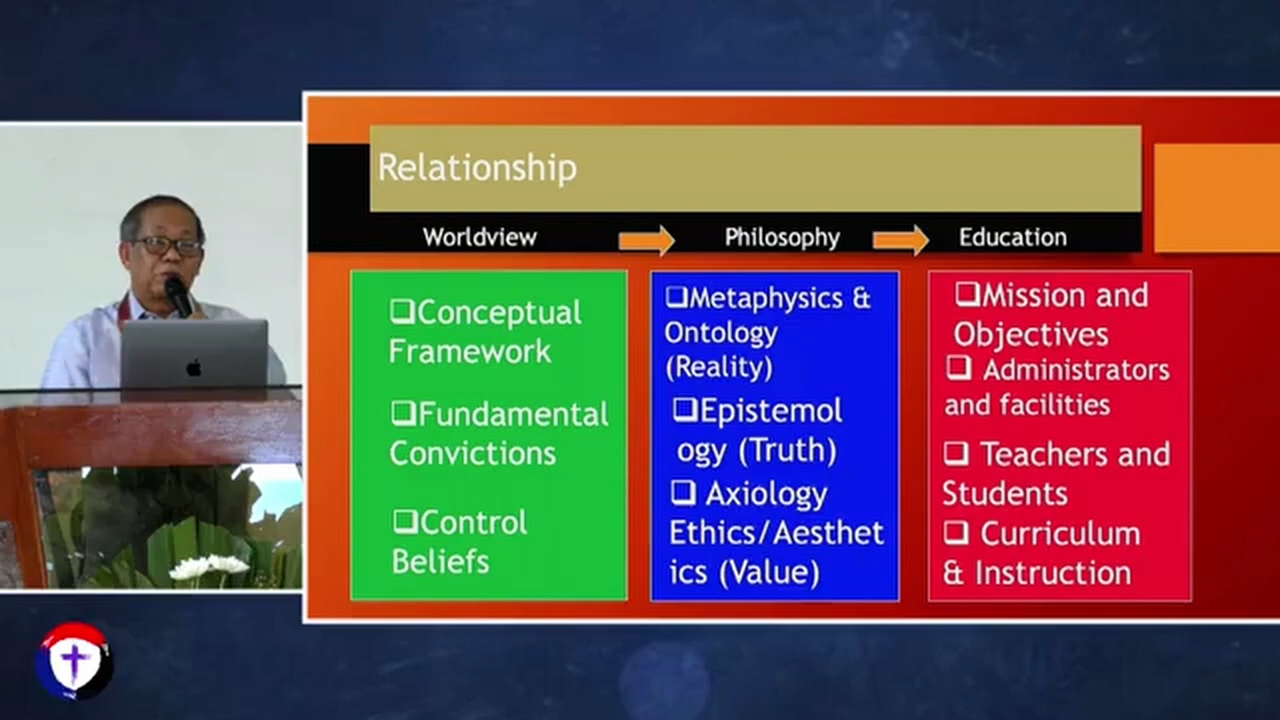 Relationship
Worldview
Philosophy
Education
❑Conceptual
Framework
❑Fundamental
Convictions
❑Control
Beliefs
❑Metaphysics &
Ontology
(Reality)
❑Epistemol
ogy (Truth)
❑ Axiology
Ethics/Aesthet
ics (Value)
❑Mission and
Objectives
❑ Administrators
and facilities
❑ Teachers and
Students
❑ Curriculum
& Instruction